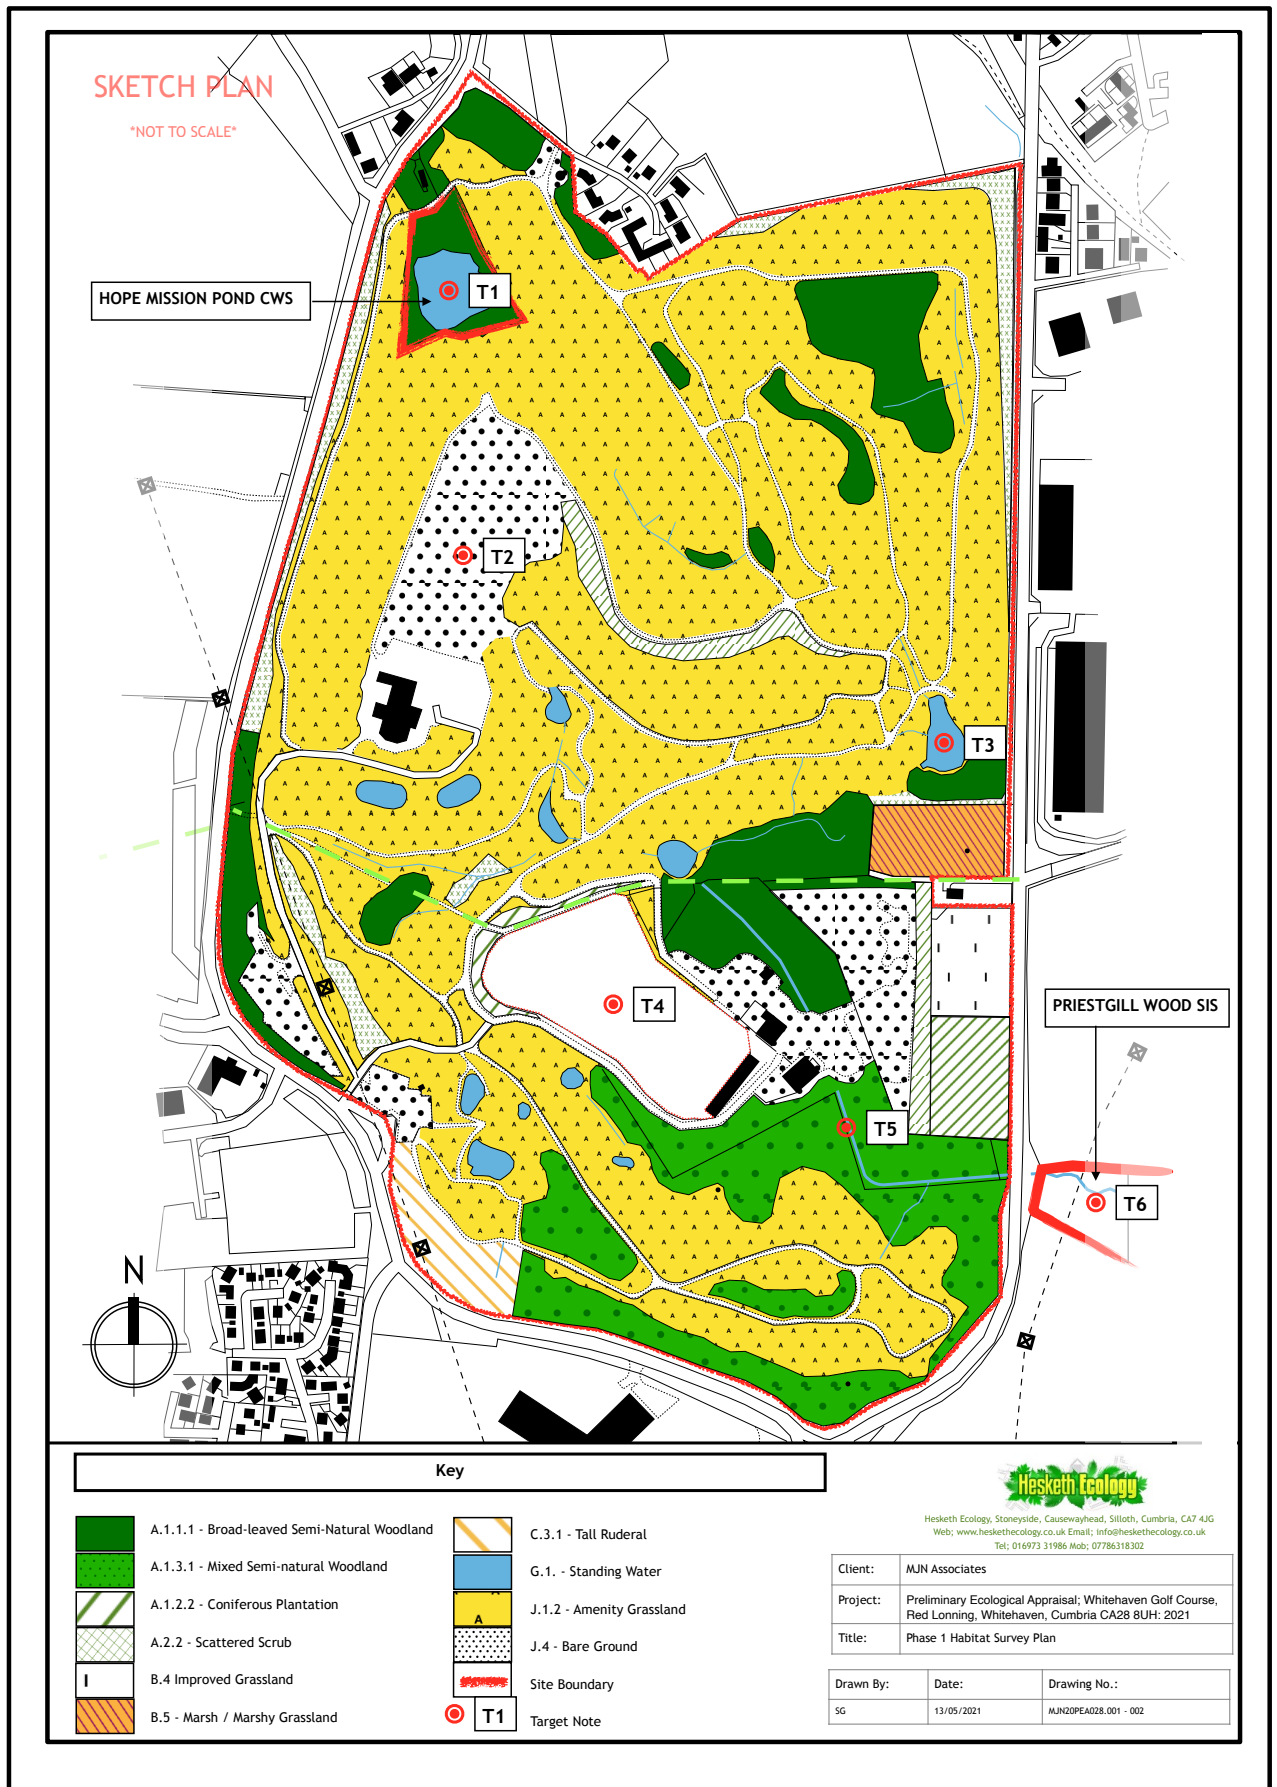 SKETCH PLAN
*NOT TO SCALE*
HOPE MISSION POND CWS
T1
T2
T3
T4
PRIESTGILL WOOD SIS
T5
T6
N
Key
A.1.1.1 - Broad-leaved Semi-Natural Woodland
A.1.3.1 - Mixed Semi-natural Woodland
A.1.2.2 - Coniferous Plantation
A.2.2 - Scattered Scrub
B.4 Improved Grassland
B.5 - Marsh / Marshy Grassland
C.3.1 - Tall Ruderal
G.1. - Standing Water
A
J.1.2 - Amenity Grassland
J.4 - Bare Ground
Site Boundary
T1
Target Note
Hesketh Ecology
Hesketh Ecology, Stoneyside, Causewayhead, Silloth, Cumbria, CA7 4JG
Web; www.heskethecology.co.uk Email; info@heskethecology.co.uk
Tel; 016973 31986 Mob; 07786318302
Client: MJN Associates
Project: Preliminary Ecological Appraisal; Whitehaven Golf Course,
Red Lonning, Whitehaven, Cumbria CA28 8UH: 2021
Title: Phase 1 Habitat Survey Plan
Drawn By: Date: Drawing No.:
SG 13/05/2021 MJN20PEA028.001 - 002